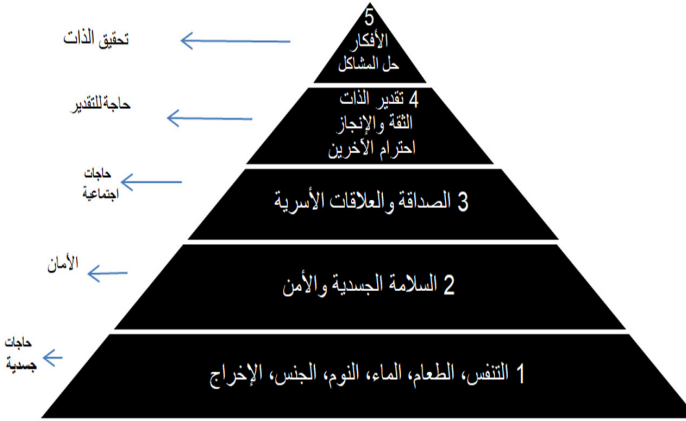 5
الأفكار
حل المشاكل
تحقيق الذات
4 تقدير الذات
الثقة والإنجاز
احترام الآخرين
حاجة للتقدير
3 الصداقة والعلاقات الأسرية
حاجات
اجتماعية
2 السلامة الجسدية والأمن
الأمان
1 التنفس، الطعام، الماء، النوم، الجنس، الإخراج
حاجات
جسدية